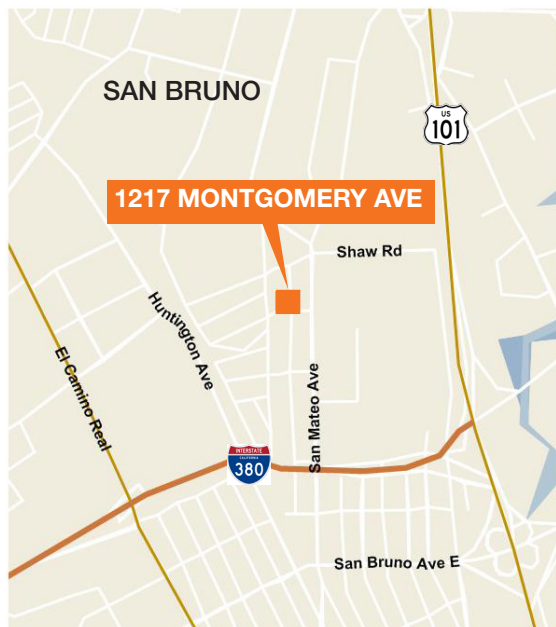 SAN BRUNO
US
101
1217 MONTGOMERY AVE
Shaw Rd
Huntington Ave
El Camino Real
San Mateo Ave
INTERSTATE
CALIFORNIA
380
San Bruno Ave E